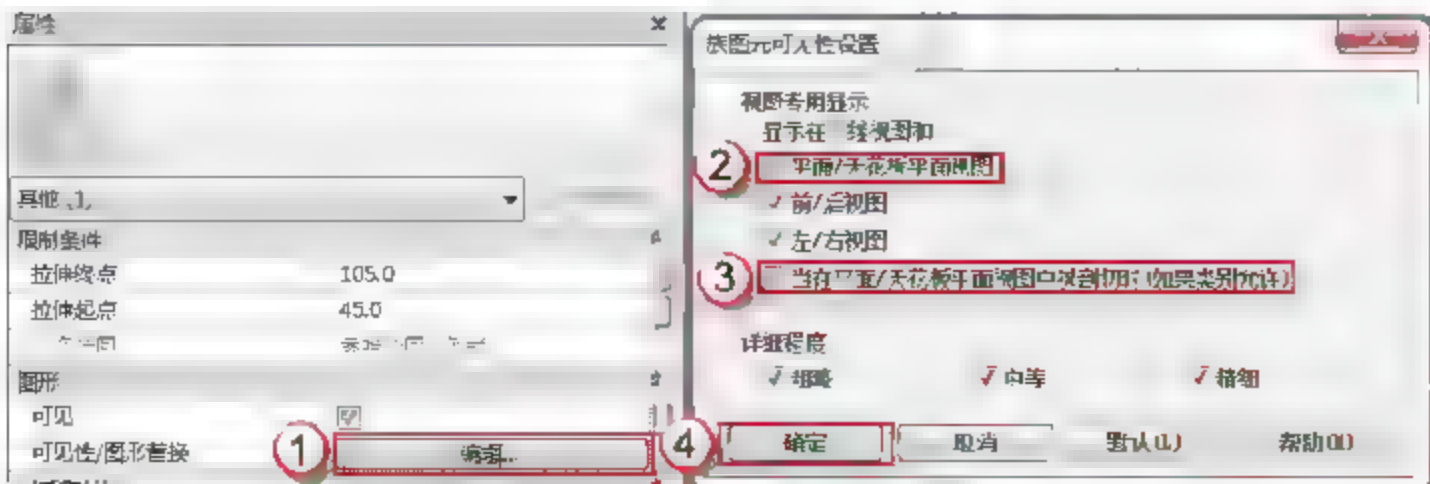 属性
族图元可见性设置
视图专用显示
显示在三维视图和
② 平面/天花板平面视图
✓ 前/后视图
✓ 左/右视图
③ 当在平面/天花板平面视图中被剖切时(如果类别允许)
详细程度
✓ 粗略 ✓ 中等 ✓ 精细
④ 确定 取消 默认(L) 帮助(H)
其他 (1)
限制条件
拉伸终点 105.0
拉伸起点 45.0
图形
可见
可见性/图形替换 ① 编辑...